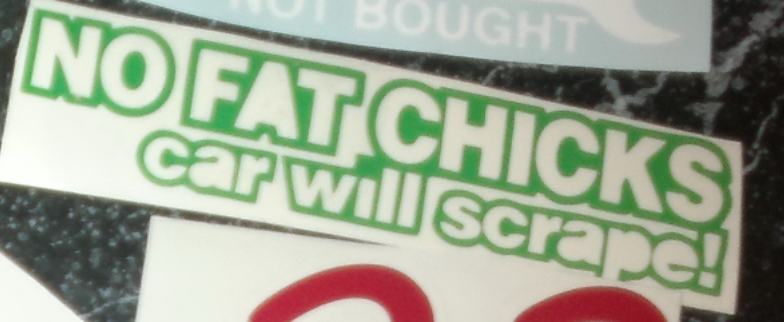 NOT BOUGHT
NO FAT CHICKS
car will scrape!